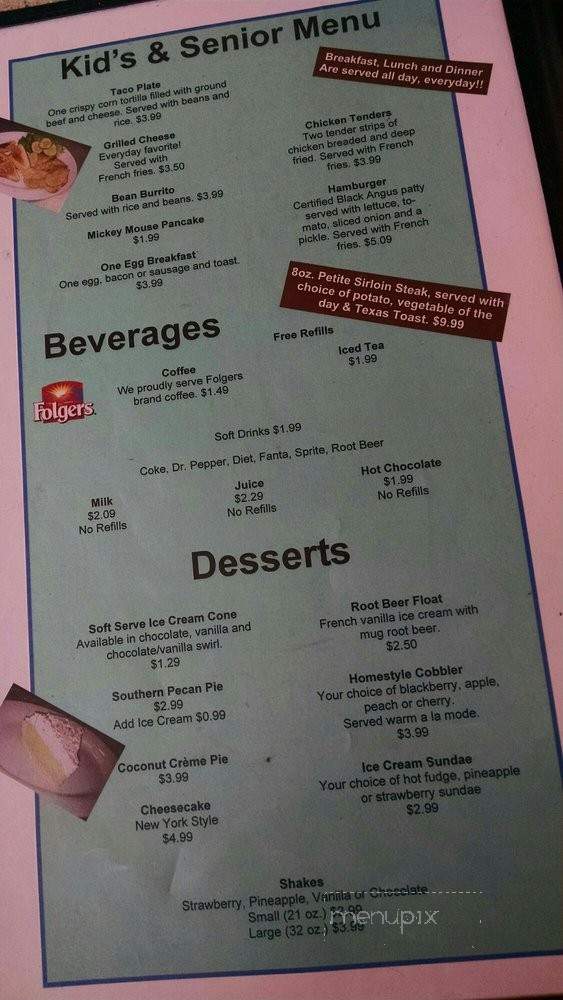 Kid's & Senior Menu
Breakfast, Lunch and Dinner
Are served all day, everyday!!
Taco Plate
One crispy corn tortilla filled with ground
beef and cheese. Served with beans and
rice. $3.99
Grilled Cheese
Everyday favorite!
Served with
French fries. $3.50
Bean Burrito
Served with rice and beans. $3.99
Mickey Mouse Pancake
$1.99
One Egg Breakfast
One egg, bacon or sausage and toast.
$3.99
Chicken Tenders
Two tender strips of
chicken breaded and deep
fried. Served with French
fries. $3.99
Hamburger
Certified Black Angus patty
served with lettuce, to-
mato, sliced onion and a
pickle. Served with French
fries. $5.09
8oz. Petite Sirloin Steak, served with
choice of potato, vegetable of the
day & Texas Toast. $9.99
Beverages
Free Refills
Folgers
Coffee
We proudly serve Folgers
brand coffee. $1.49
Iced Tea
$1.99
Soft Drinks $1.99
Coke, Dr. Pepper, Diet, Fanta, Sprite, Root Beer
Milk
$2.09
No Refills
Juice
$2.29
No Refills
Hot Chocolate
$1.99
No Refills
Desserts
Soft Serve Ice Cream Cone
Available in chocolate, vanilla and
chocolate/vanilla swirl.
$1.29
Southern Pecan Pie
$2.99
Add Ice Cream $0.99
Coconut Crème Pie
$3.99
Cheesecake
New York Style
$4.99
Root Beer Float
French vanilla ice cream with
mug root beer.
$2.50
Homestyle Cobbler
Your choice of blackberry, apple,
peach or cherry.
Served warm a la mode.
$3.99
Ice Cream Sundae
Your choice of hot fudge, pineapple
or strawberry sundae
$2.99
Shakes
Strawberry, Pineapple, Vanilla or Chocolate
Small (21 oz.)
Large (32 oz.) $3.99
menupix